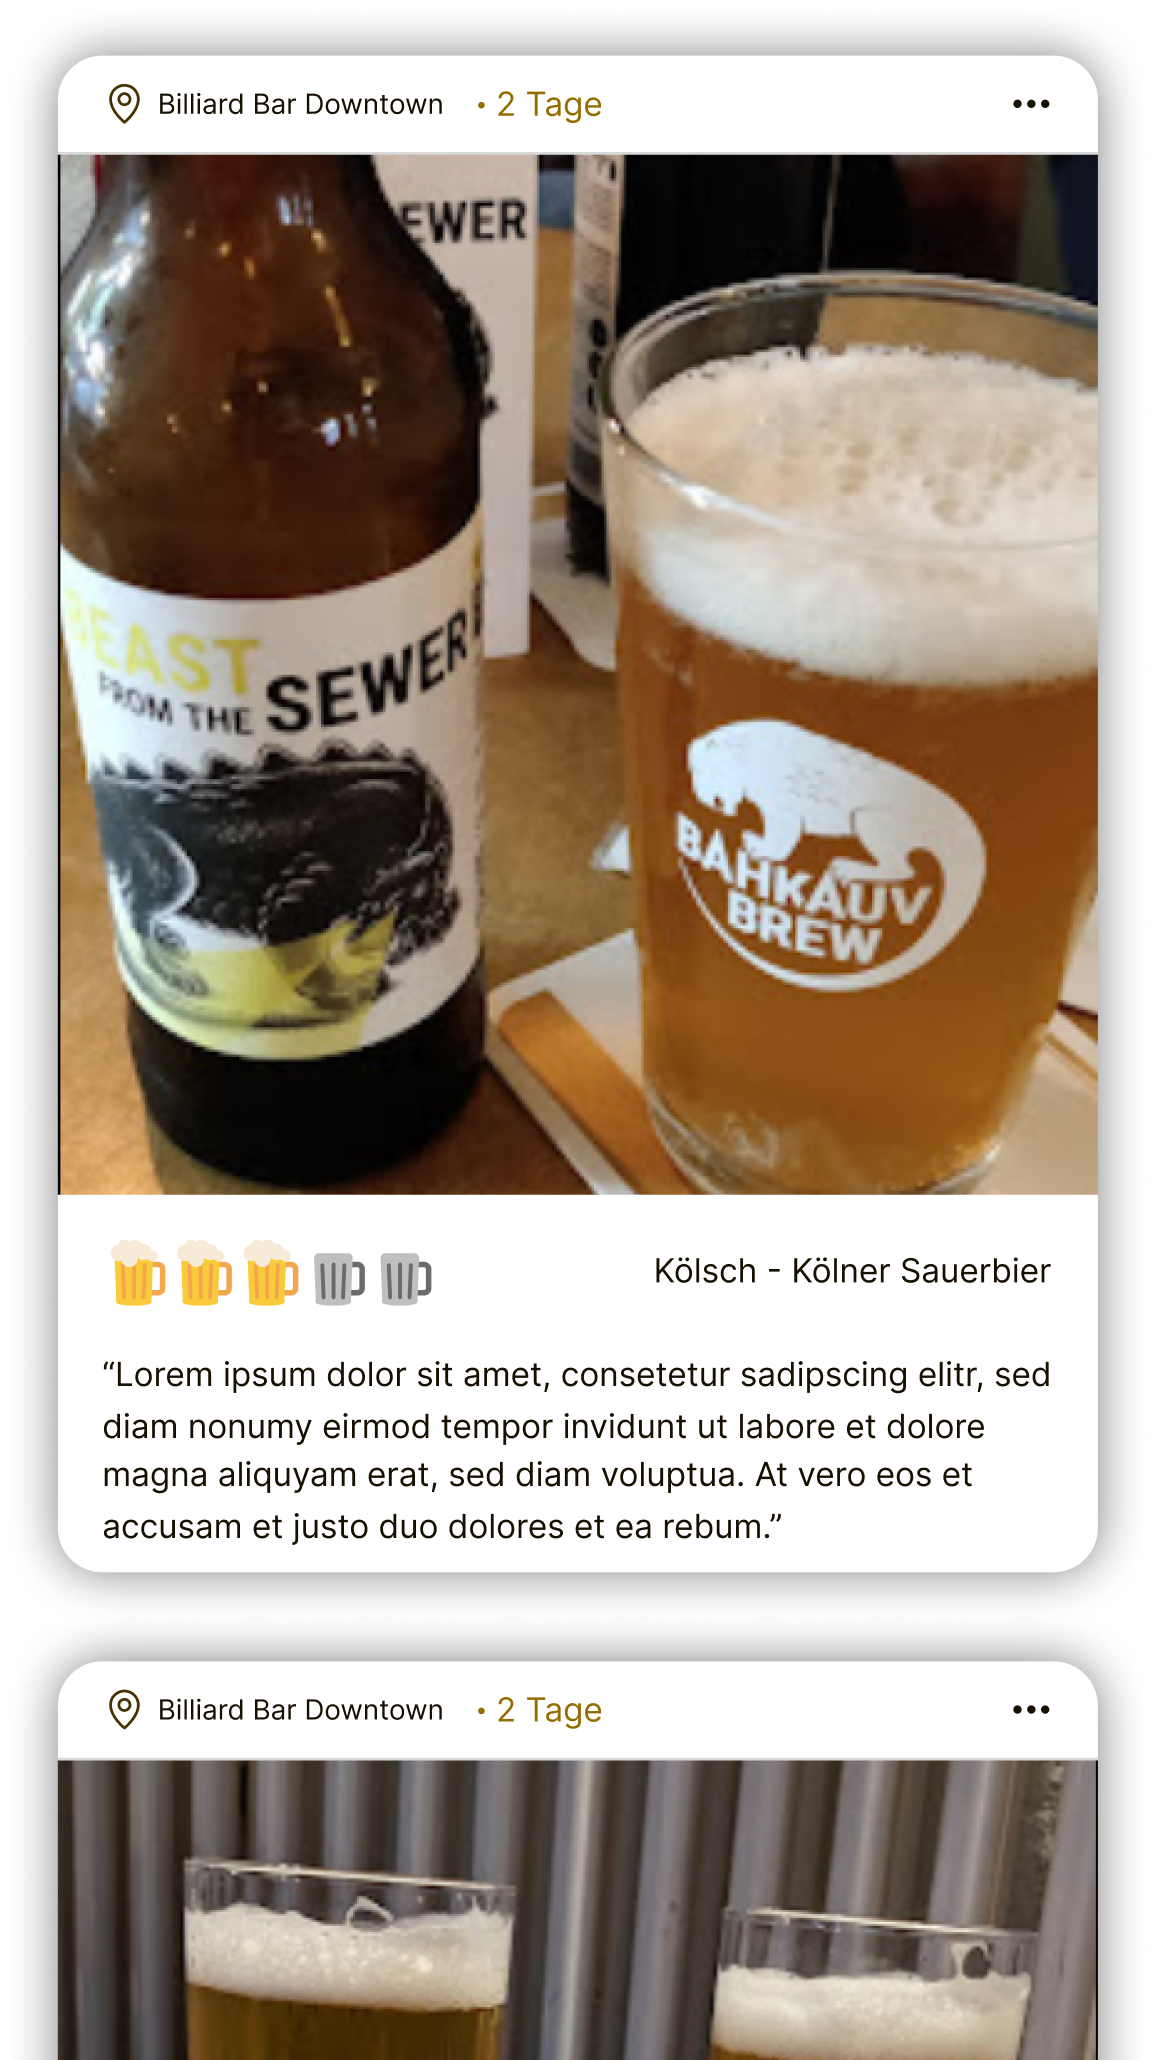 Billiard Bar Downtown • 2 Tage
EWER
BEAST
FROM THE SEWER
BAHKAUV
BREW
Kölsch - Kölner Sauerbier
“Lorem ipsum dolor sit amet, consetetur sadipscing elitr, sed
diam nonumy eirmod tempor invidunt ut labore et dolore
magna aliquyam erat, sed diam voluptua. At vero eos et
accusam et justo duo dolores et ea rebum.”
Billiard Bar Downtown • 2 Tage